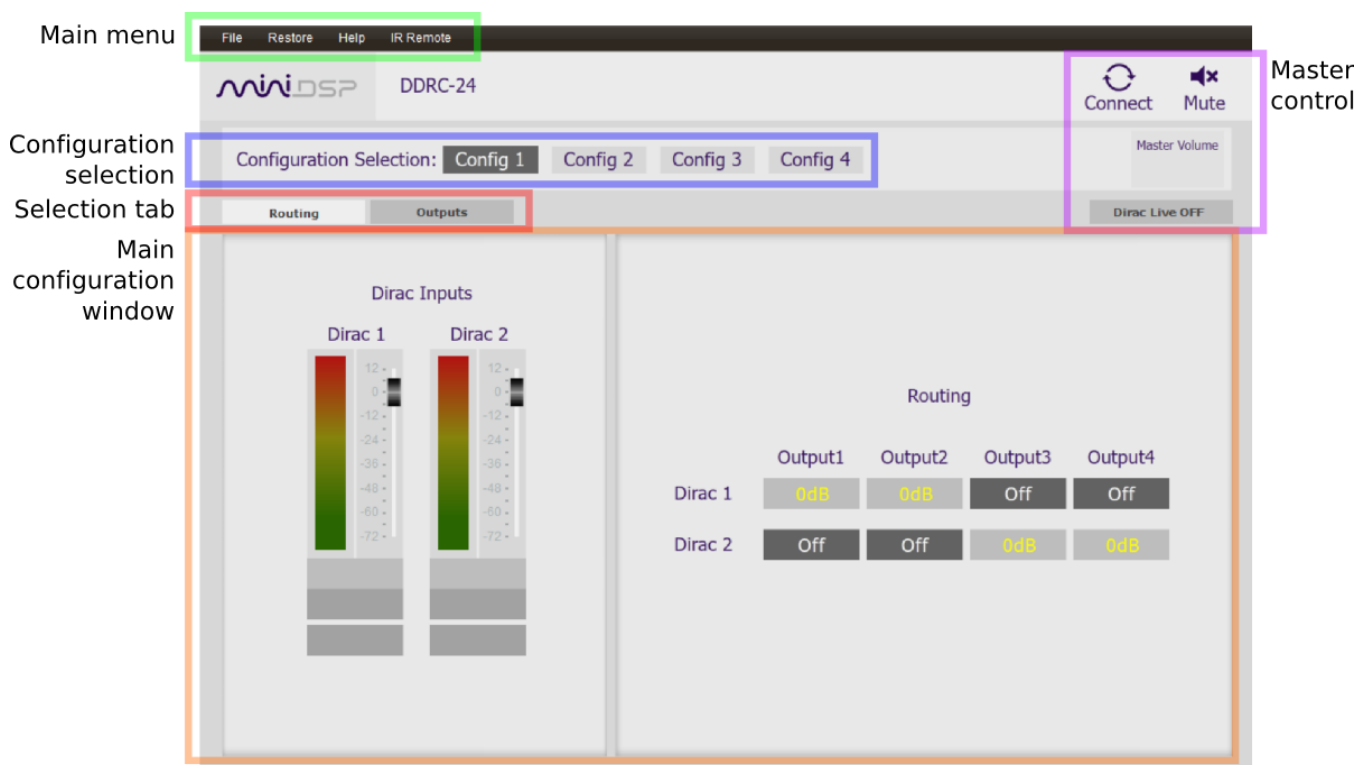 Main menu
File Restore Help IR Remote
miniDSP
DDRC-24
Connect
Mute
Master
control
Configuration
selection
Configuration Selection: Config 1 Config 2 Config 3 Config 4
Master Volume
Selection tab
Routing Outputs
Dirac Live OFF
Main
configuration
window
Dirac Inputs
Dirac 1 Dirac 2
12 12
0 0
-12 -12
-24 -24
-36 -36
-48 -48
-60 -60
-72 -72
Routing
Output1 Output2 Output3 Output4
Dirac 1 0dB 0dB Off Off
Dirac 2 Off Off 0dB 0dB